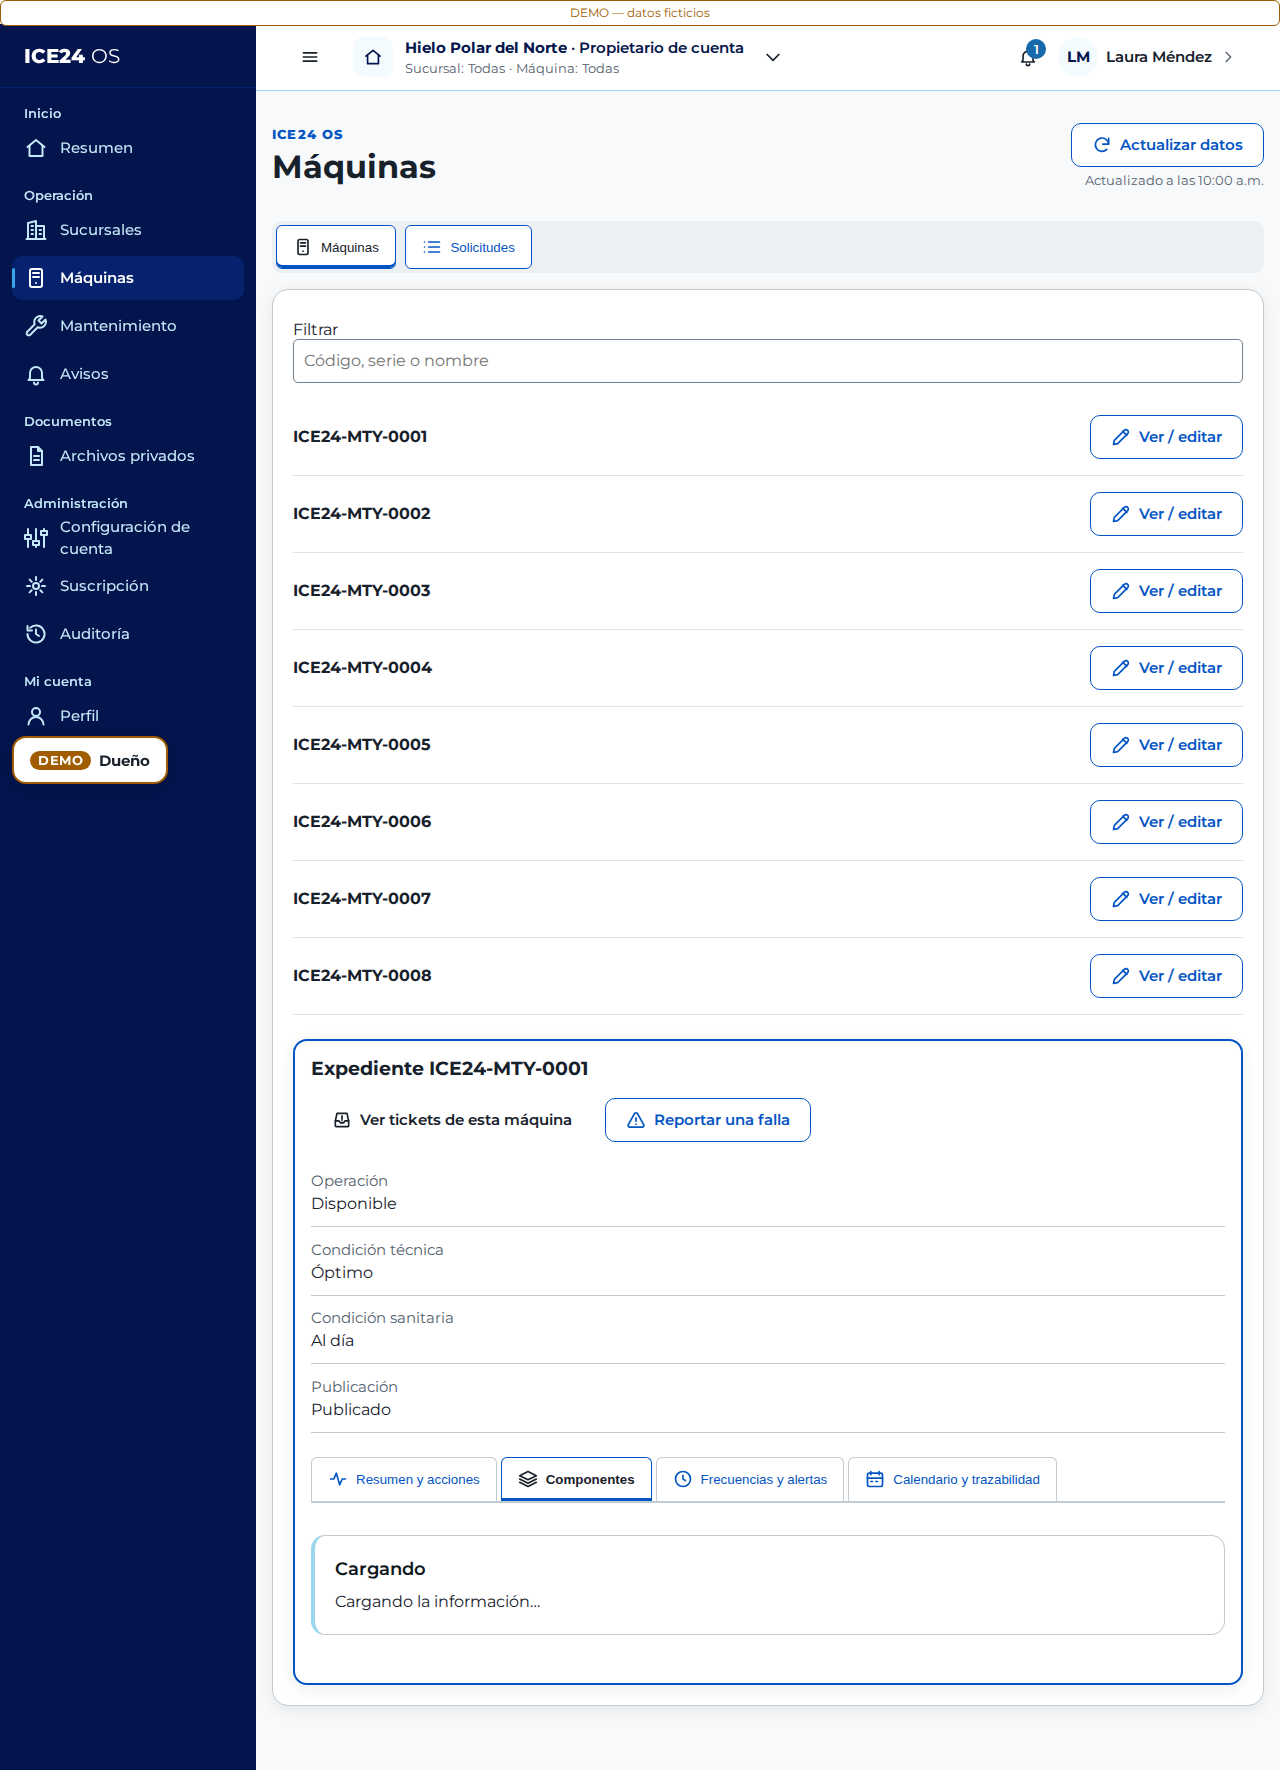 DEMO — datos ficticios
ICE24 OS
Hielo Polar del Norte · Propietario de cuenta
Sucursal: Todas · Máquina: Todas
1
LM
Laura Méndez
Inicio
Resumen
Operación
Sucursales
Máquinas
Mantenimiento
Avisos
Documentos
Archivos privados
Administración
Configuración de
cuenta
Suscripción
Auditoría
Mi cuenta
Perfil
DEMO Dueño
ICE24 OS
Máquinas
Actualizar datos
Actualizado a las 10:00 a.m.
Máquinas
Solicitudes
Filtrar
Código, serie o nombre
ICE24-MTY-0001
Ver / editar
ICE24-MTY-0002
Ver / editar
ICE24-MTY-0003
Ver / editar
ICE24-MTY-0004
Ver / editar
ICE24-MTY-0005
Ver / editar
ICE24-MTY-0006
Ver / editar
ICE24-MTY-0007
Ver / editar
ICE24-MTY-0008
Ver / editar
Expediente ICE24-MTY-0001
Ver tickets de esta máquina
Reportar una falla
Operación
Disponible
Condición técnica
Óptimo
Condición sanitaria
Al día
Publicación
Publicado
Resumen y acciones
Componentes
Frecuencias y alertas
Calendario y trazabilidad
Cargando
Cargando la información…